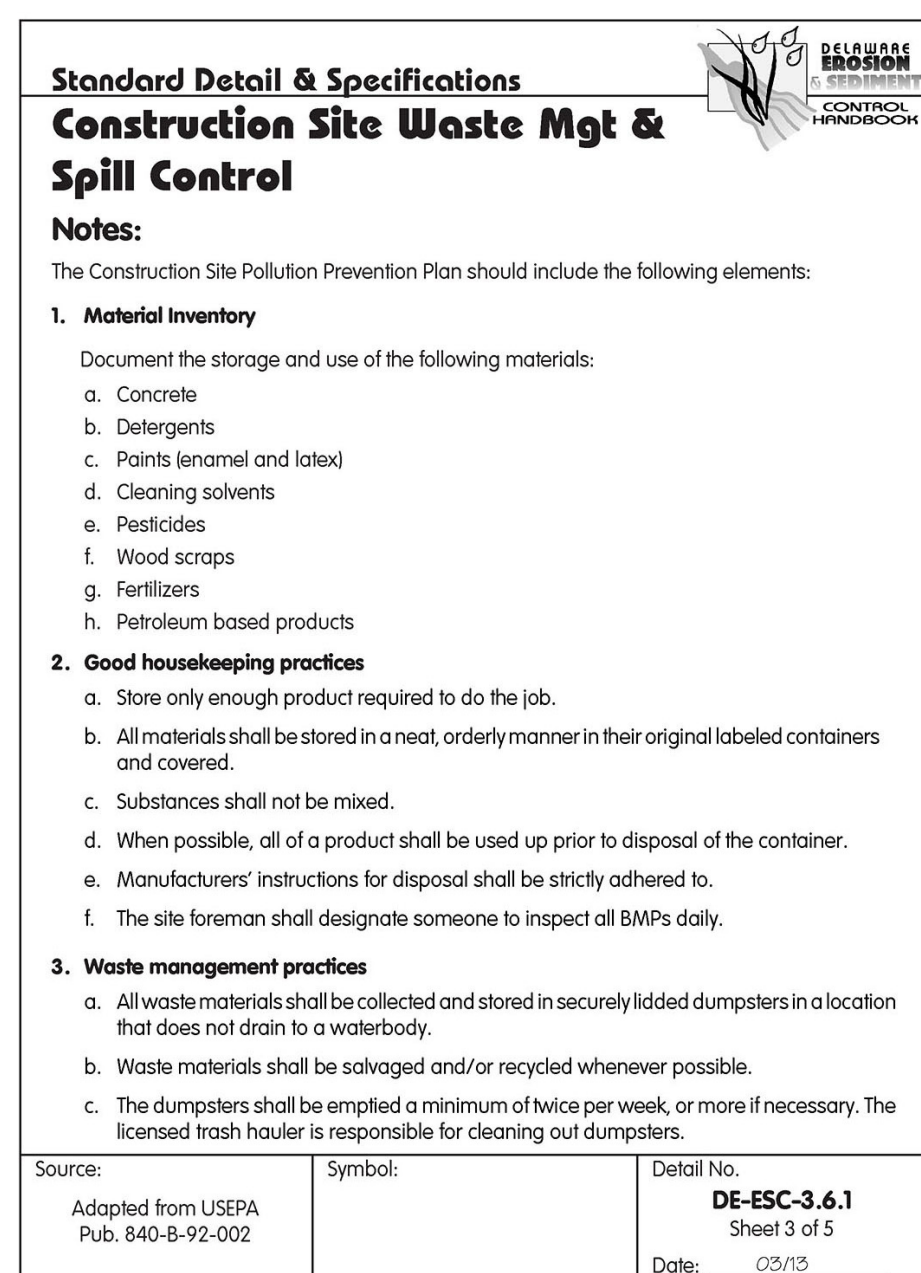 Standard Detail & Specifications
DELAWARE
EROSION
& SEDIMENT
CONTROL
HANDBOOK
Construction Site Waste Mgt &
Spill Control
Notes:
The Construction Site Pollution Prevention Plan should include the following elements:
1. Material Inventory
Document the storage and use of the following materials:
a. Concrete
b. Detergents
c. Paints (enamel and latex)
d. Cleaning solvents
e. Pesticides
f. Wood scraps
g. Fertilizers
h. Petroleum based products
2. Good housekeeping practices
a. Store only enough product required to do the job.
b. All materials shall be stored in a neat, orderly manner in their original labeled containers
and covered.
c. Substances shall not be mixed.
d. When possible, all of a product shall be used up prior to disposal of the container.
e. Manufacturers' instructions for disposal shall be strictly adhered to.
f. The site foreman shall designate someone to inspect all BMPs daily.
3. Waste management practices
a. All waste materials shall be collected and stored in securely lidded dumpsters in a location
that does not drain to a waterbody.
b. Waste materials shall be salvaged and/or recycled whenever possible.
c. The dumpsters shall be emptied a minimum of twice per week, or more if necessary. The
licensed trash hauler is responsible for cleaning out dumpsters.
Source:
Adapted from USEPA
Pub. 840-B-92-002
Symbol:
Detail No.
DE-ESC-3.6.1
Sheet 3 of 5
Date: 03/13